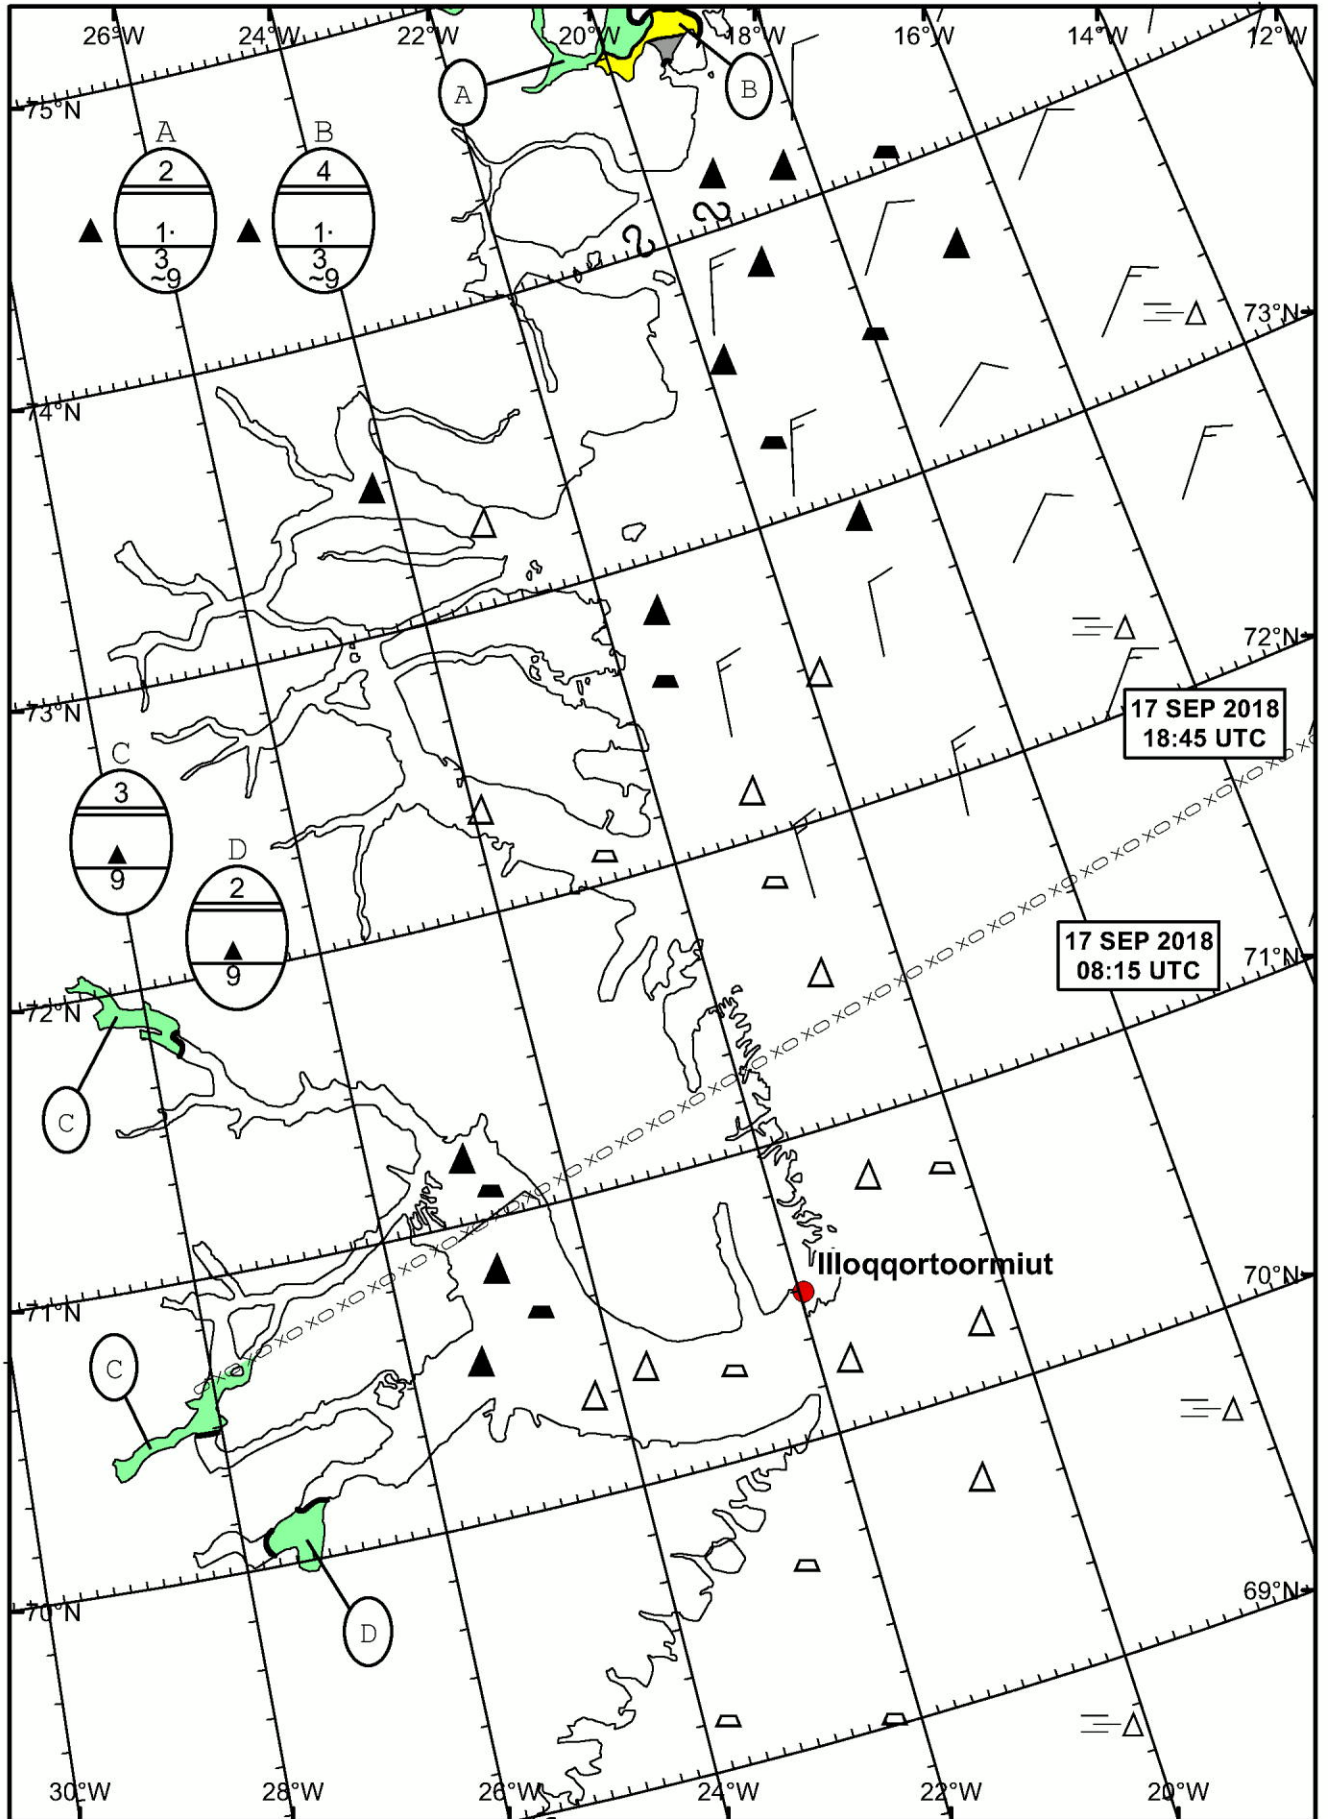 26°W 24°W 22°W 20°W 18°W 16°W 14°W 12°W
75°N
A
B
A B
2 4
1· 1·
3 3
~9 ~9
73°N
74°N
72°N
73°N
17 SEP 2018
18:45 UTC
C
3
9
D
2
9
17 SEP 2018
08:15 UTC
71°N
72°N
C
Illoqqortoormiut
70°N
71°N
C
69°N
70°N
D
30°W 28°W 26°W 24°W 22°W 20°W